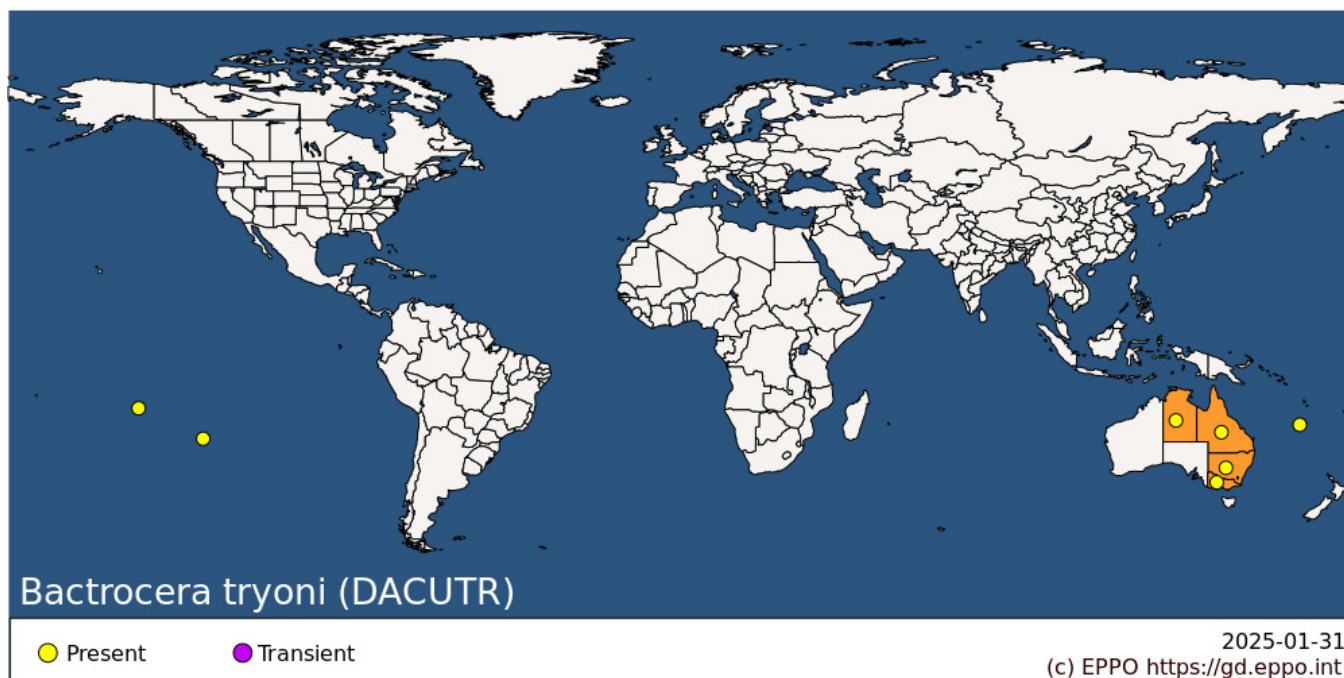 Bactrocera tryoni (DACUTR)
Present
Transient
2025-01-31
(c) EPPO https://gd.eppo.int